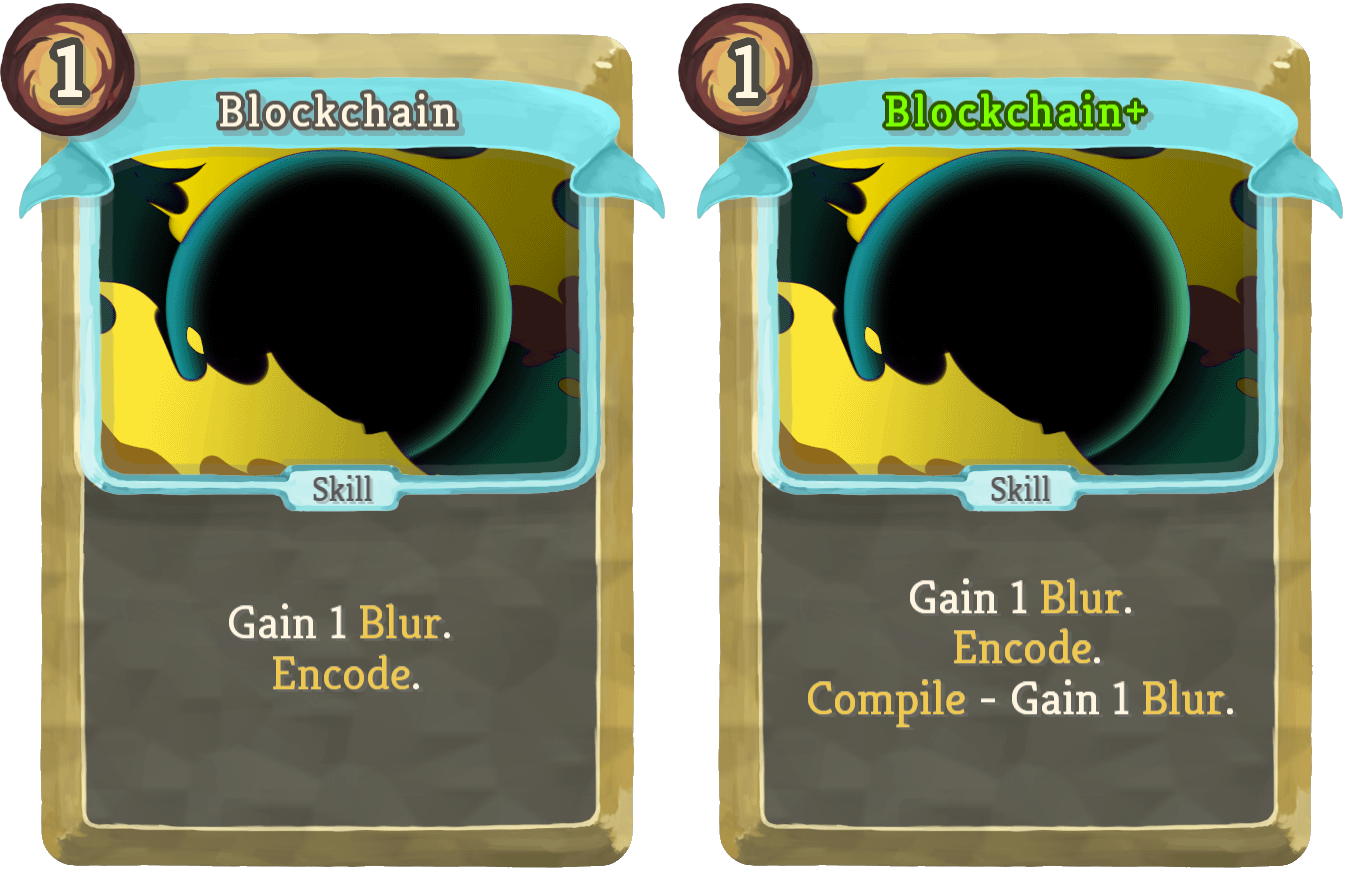 1
Blockchain
Skill
Gain 1 Blur.
Encode.
1
Blockchain+
Skill
Gain 1 Blur.
Encode.
Compile - Gain 1 Blur.